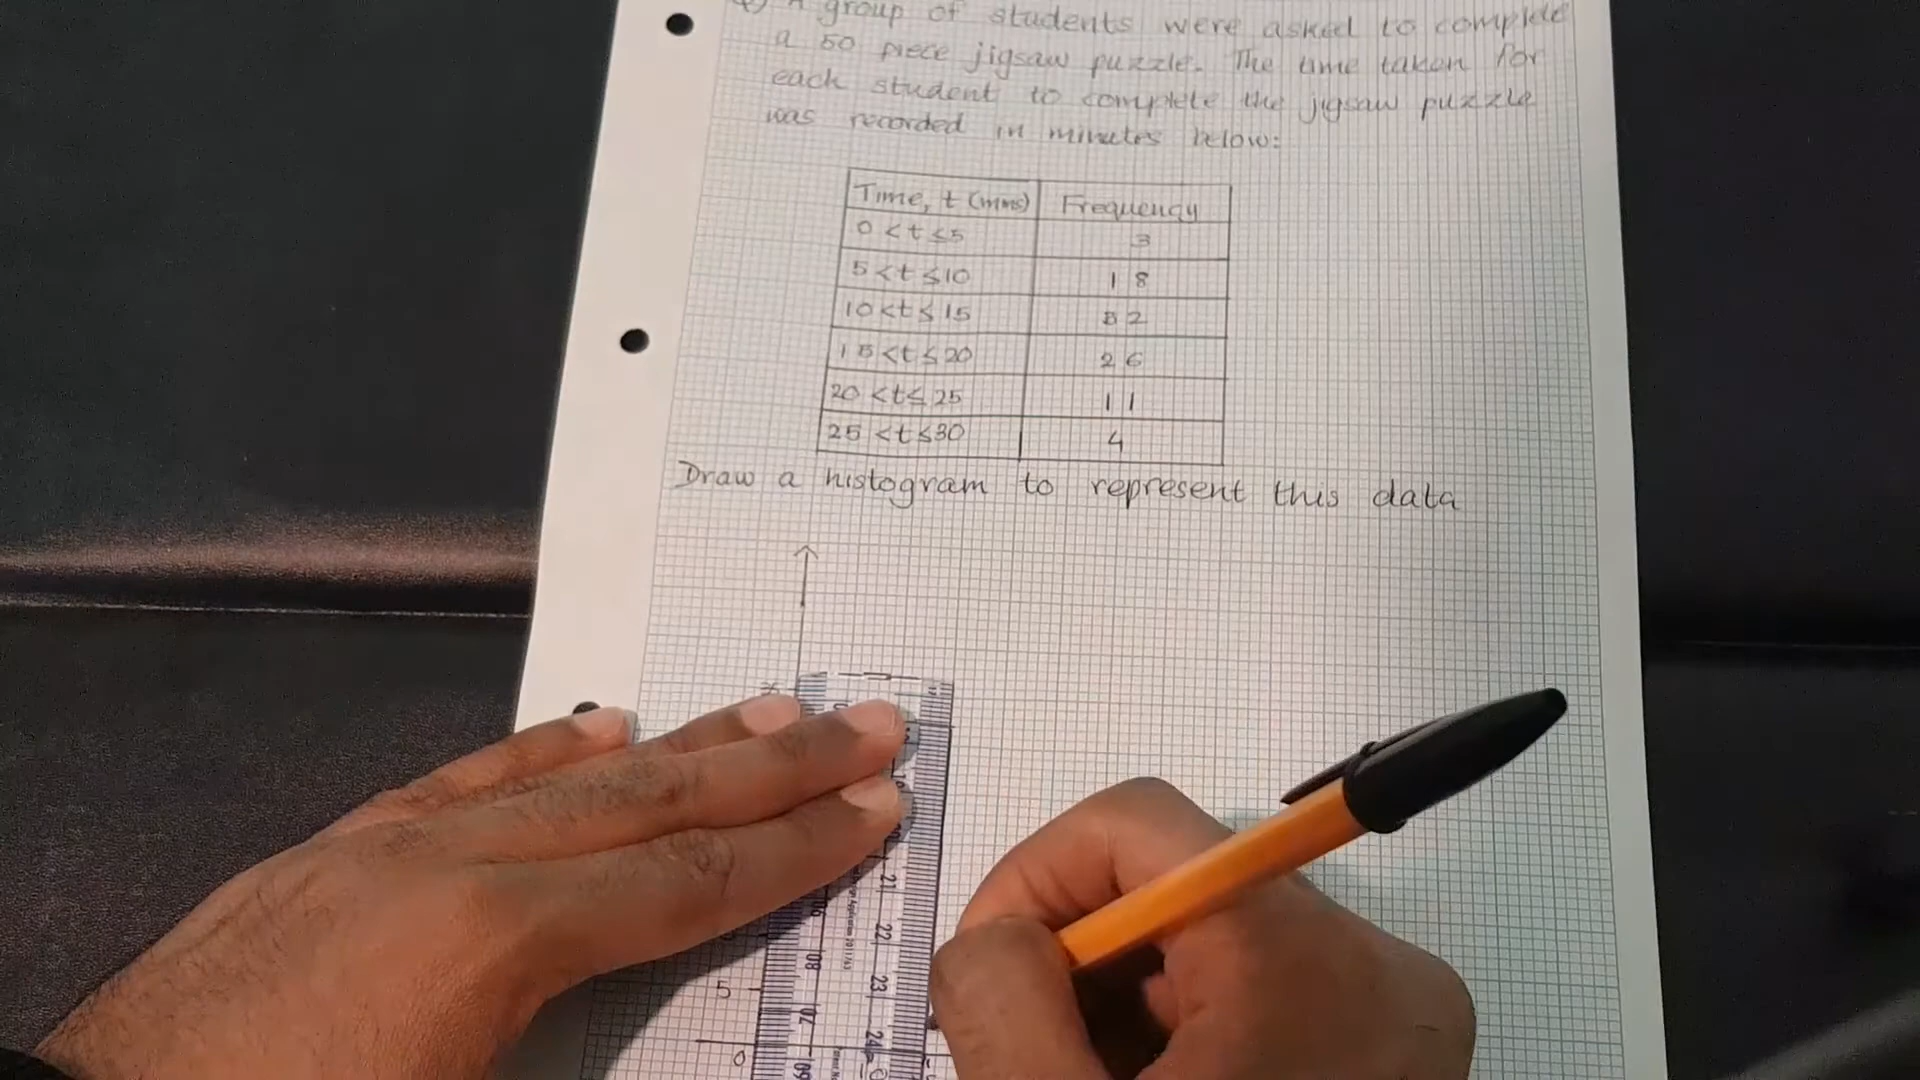 A group of students were asked to complete
a 50 piece jigsaw puzzle. The time taken for
each student to complete the jigsaw puzzle
was recorded in minutes below:
Time, t (mins) Frequency
0 < t ≤ 5 3
5 < t ≤ 10 18
10 < t ≤ 15 32
15 < t ≤ 20 26
20 < t ≤ 25 11
25 < t ≤ 30 4
Draw a histogram to represent this data
21
22
23
24
5
0